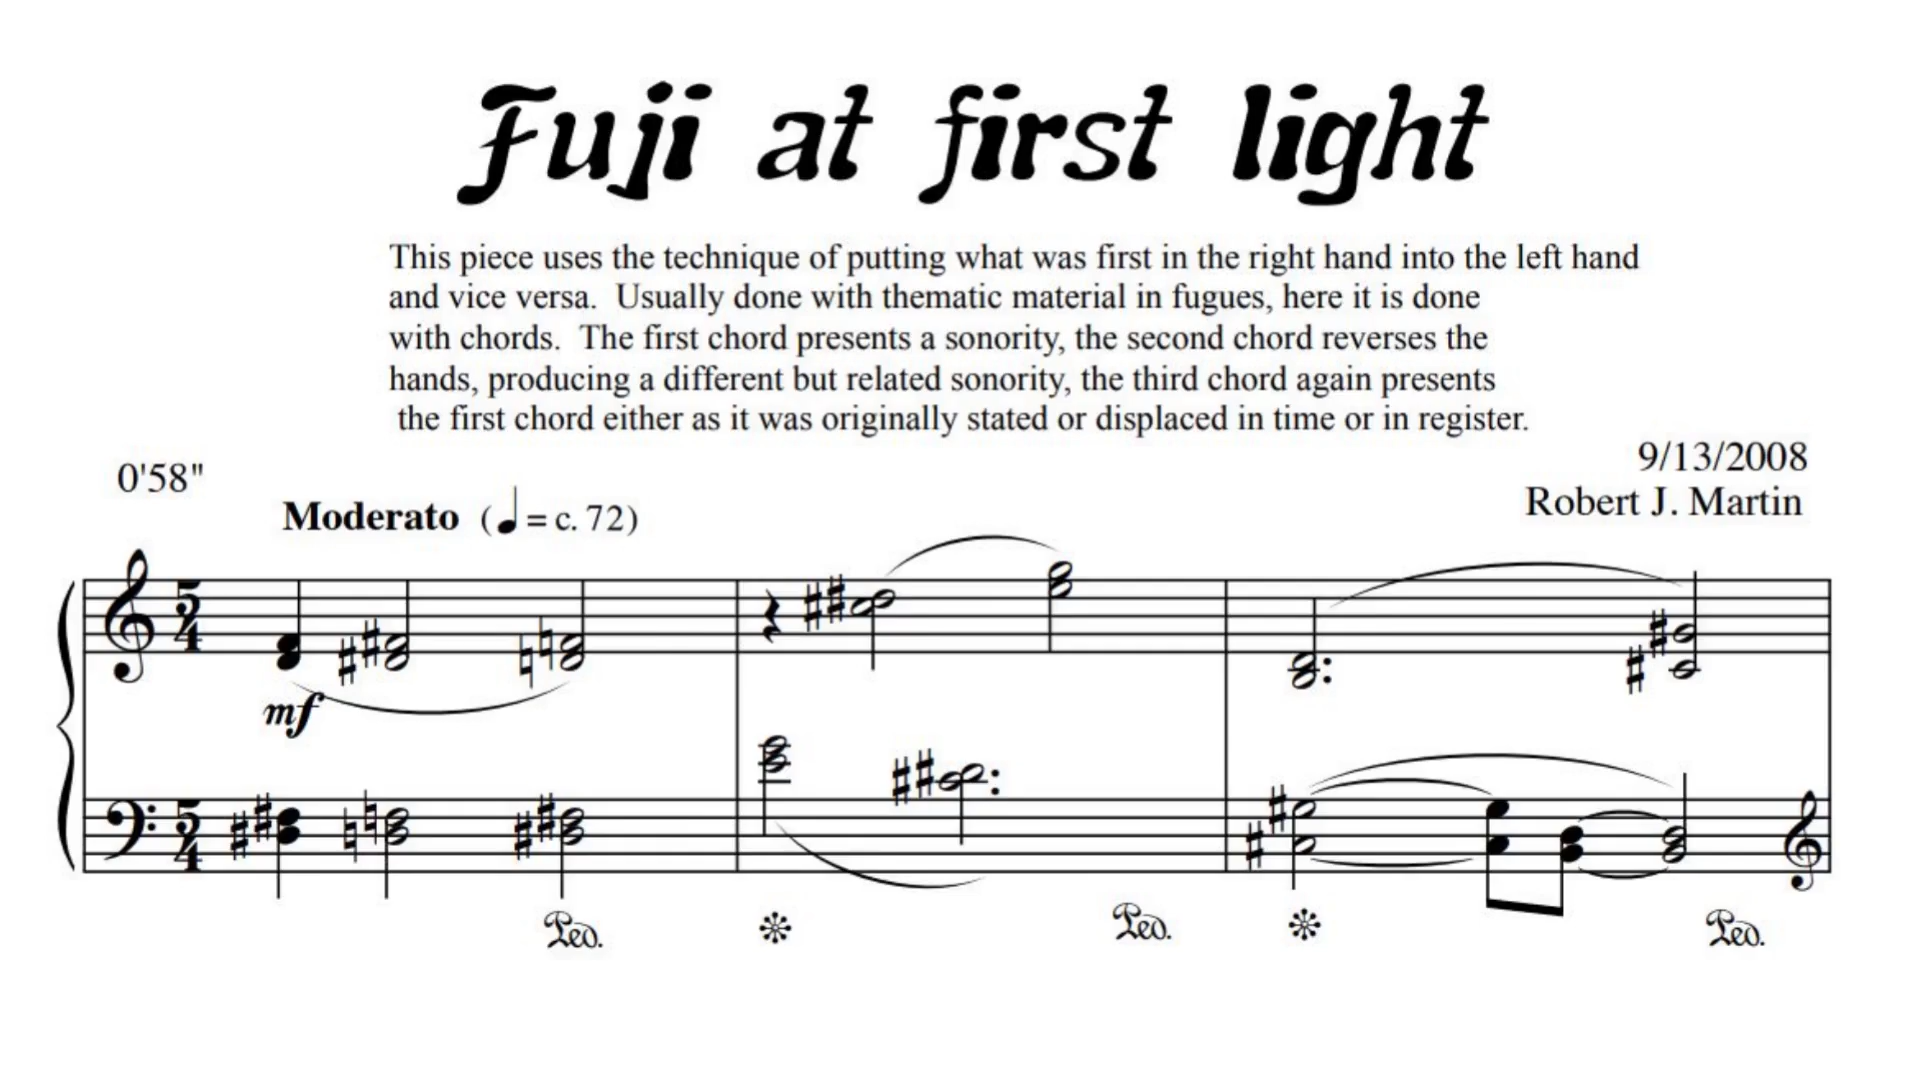 Fuji at first light
This piece uses the technique of putting what was first in the right hand into the left hand
and vice versa.  Usually done with thematic material in fugues, here it is done
with chords.  The first chord presents a sonority, the second chord reverses the
hands, producing a different but related sonority, the third chord again presents
the first chord either as it was originally stated or displaced in time or in register.
9/13/2008
0'58"
Robert J. Martin
Moderato (♩= c. 72)
5/4
mf
5/4
Ped. Ped. Ped.